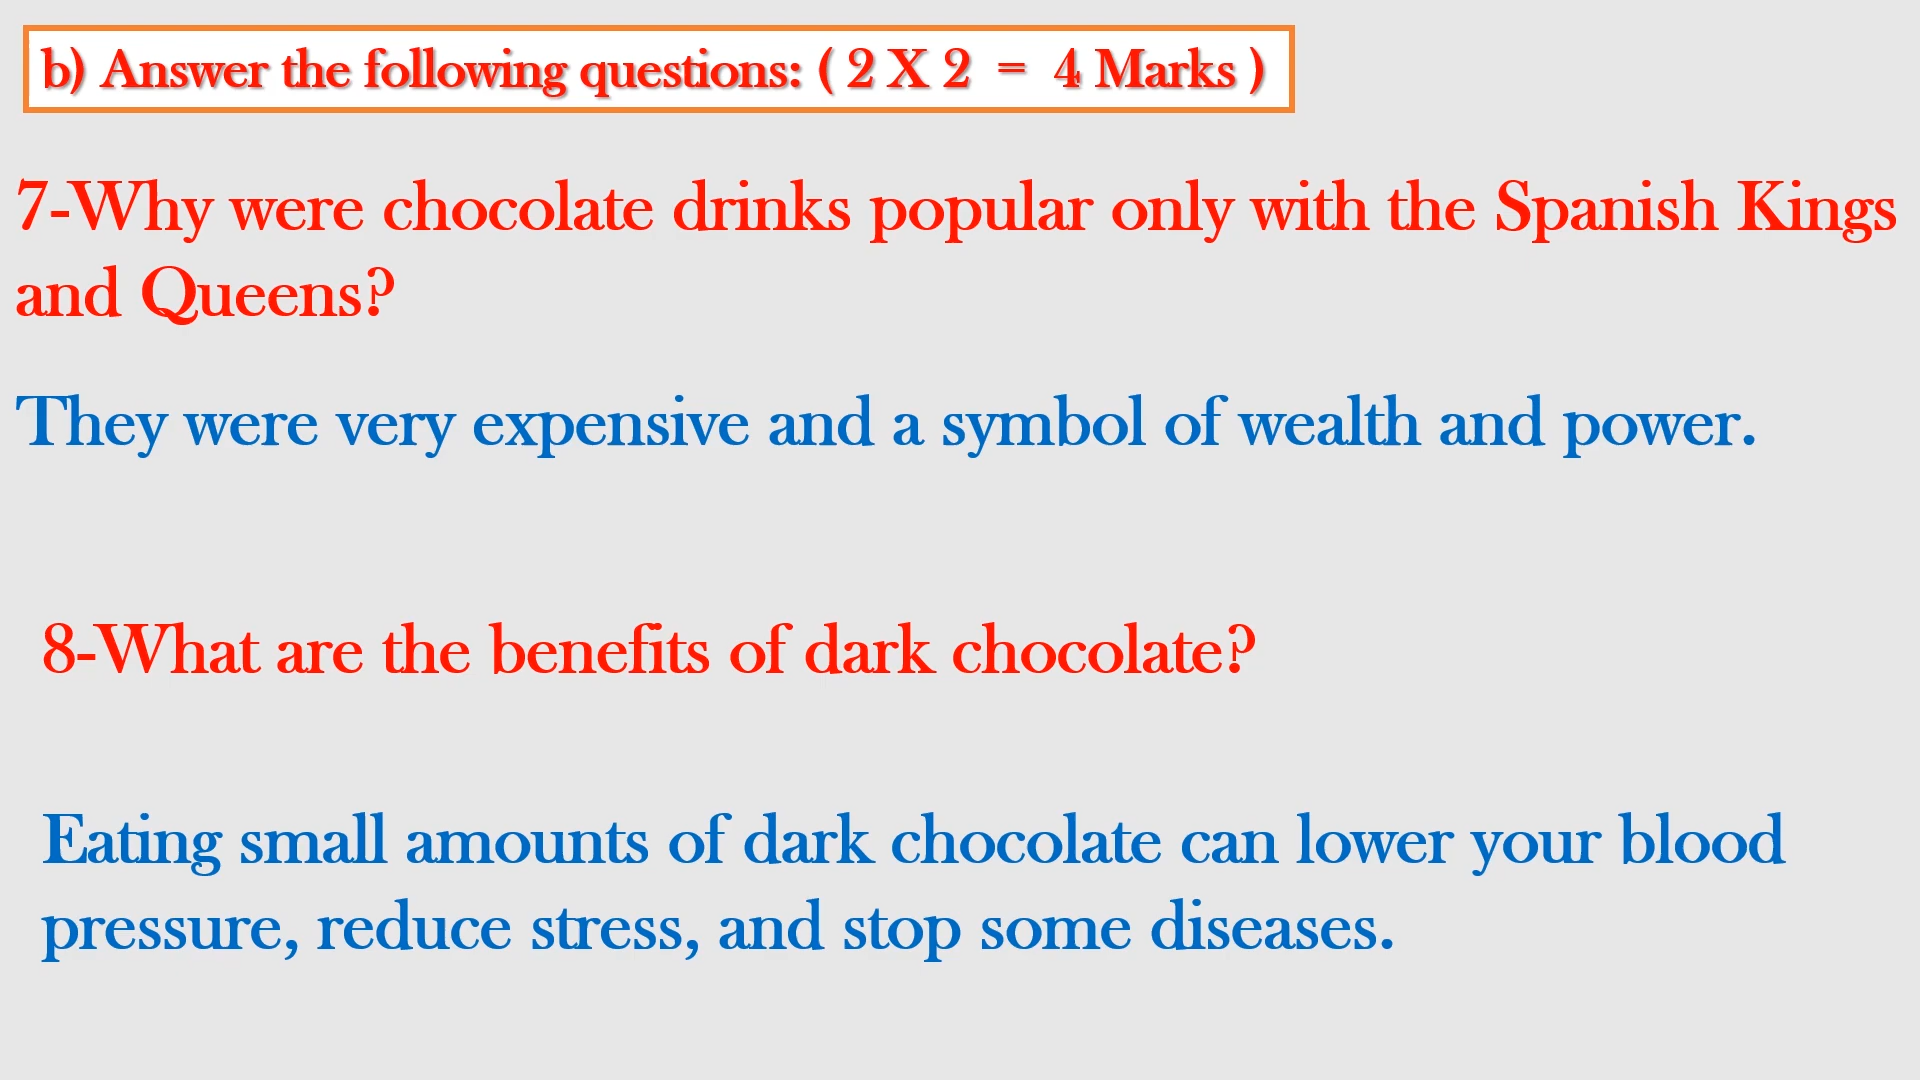 b) Answer the following questions: ( 2 X 2 = 4 Marks )
7-Why were chocolate drinks popular only with the Spanish Kings
and Queens?
They were very expensive and a symbol of wealth and power.
8-What are the benefits of dark chocolate?
Eating small amounts of dark chocolate can lower your blood
pressure, reduce stress, and stop some diseases.